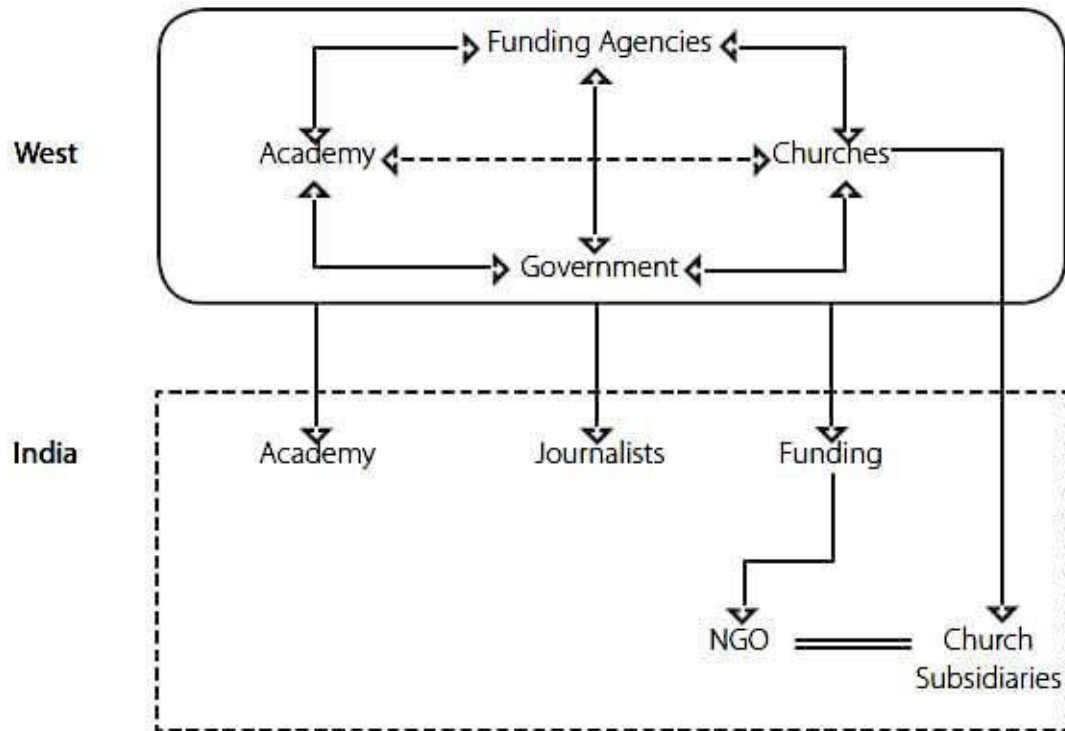 Funding Agencies
West
Academy
Churches
Government
India
Academy
Journalists
Funding
NGO
Church
Subsidiaries